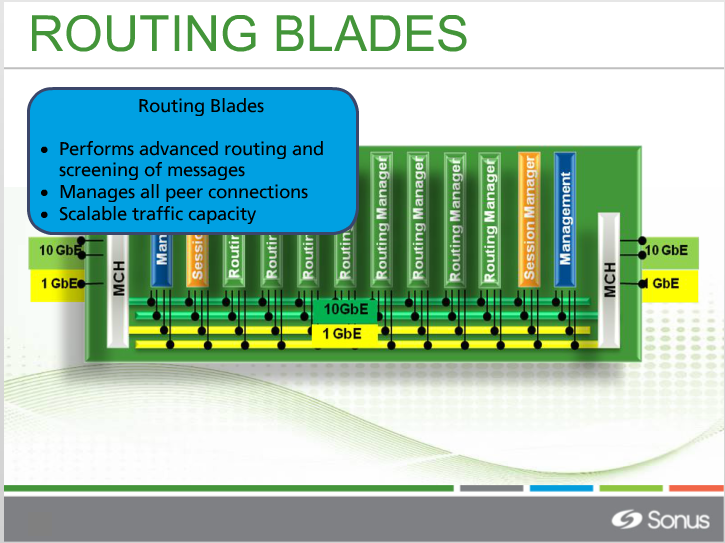 ROUTING BLADES
Routing Blades
• Performs advanced routing and
screening of messages
• Manages all peer connections
• Scalable traffic capacity
Routing Manager
Routing Manager
Routing Manager
Routing Manager
Session Manager
Management
10 GbE
1 GbE
MCH
10GbE
1 GbE
MCH
10 GbE
1 GbE
Sonus